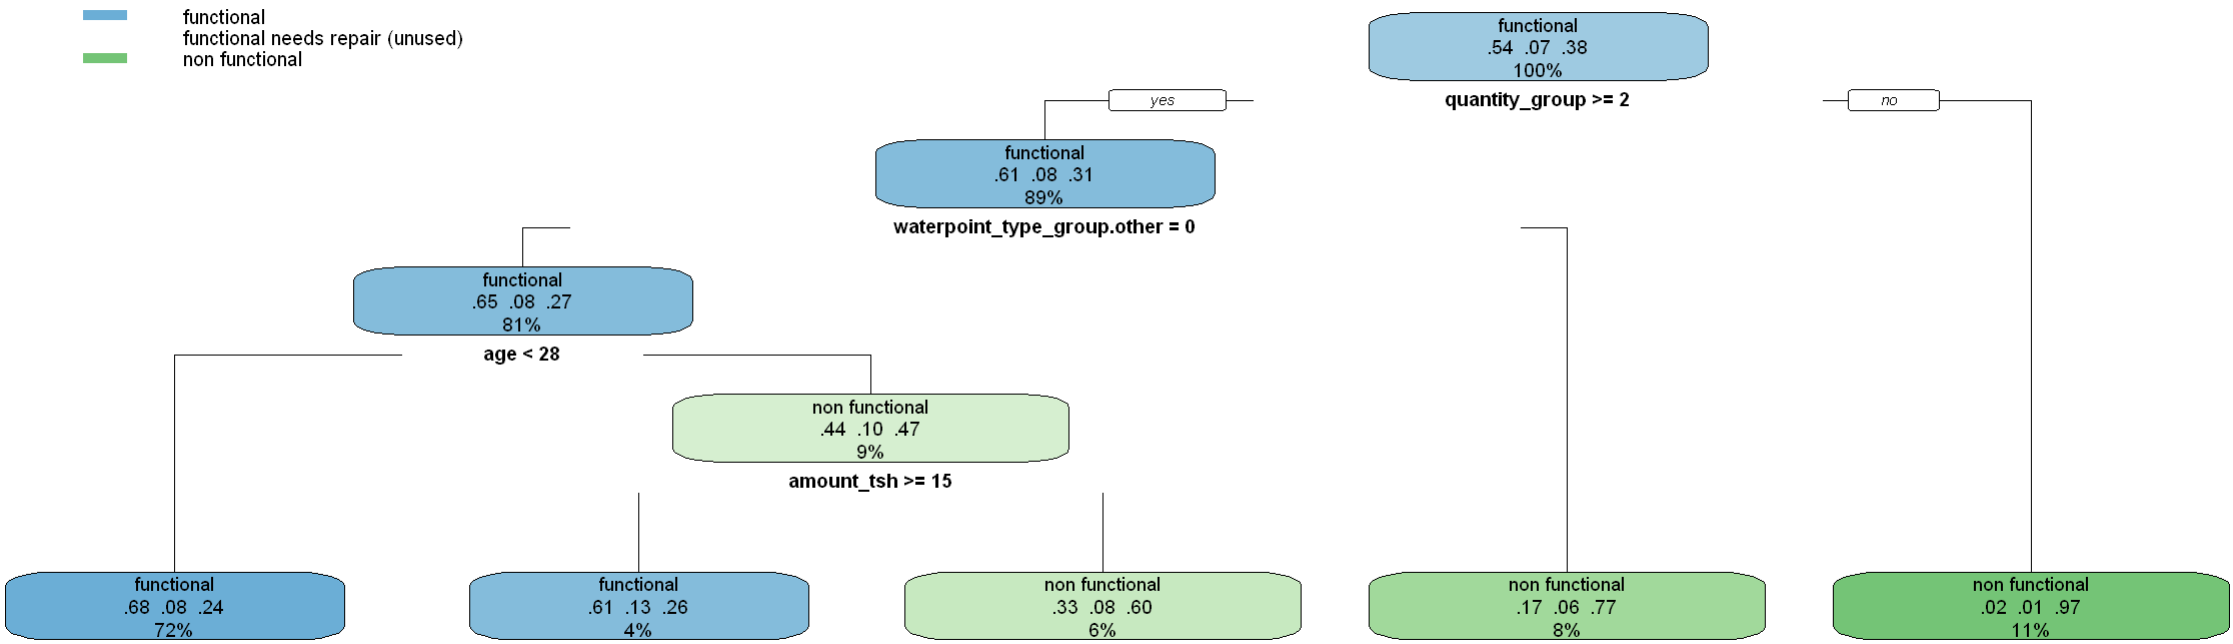 functional
functional needs repair (unused)
non functional
functional
.54 .07 .38
100%
yes
quantity_group >= 2
no
functional
.61 .08 .31
89%
waterpoint_type_group.other = 0
functional
.65 .08 .27
81%
age < 28
non functional
.44 .10 .47
9%
amount_tsh >= 15
functional
.68 .08 .24
72%
functional
.61 .13 .26
4%
non functional
.33 .08 .60
6%
non functional
.17 .06 .77
8%
non functional
.02 .01 .97
11%